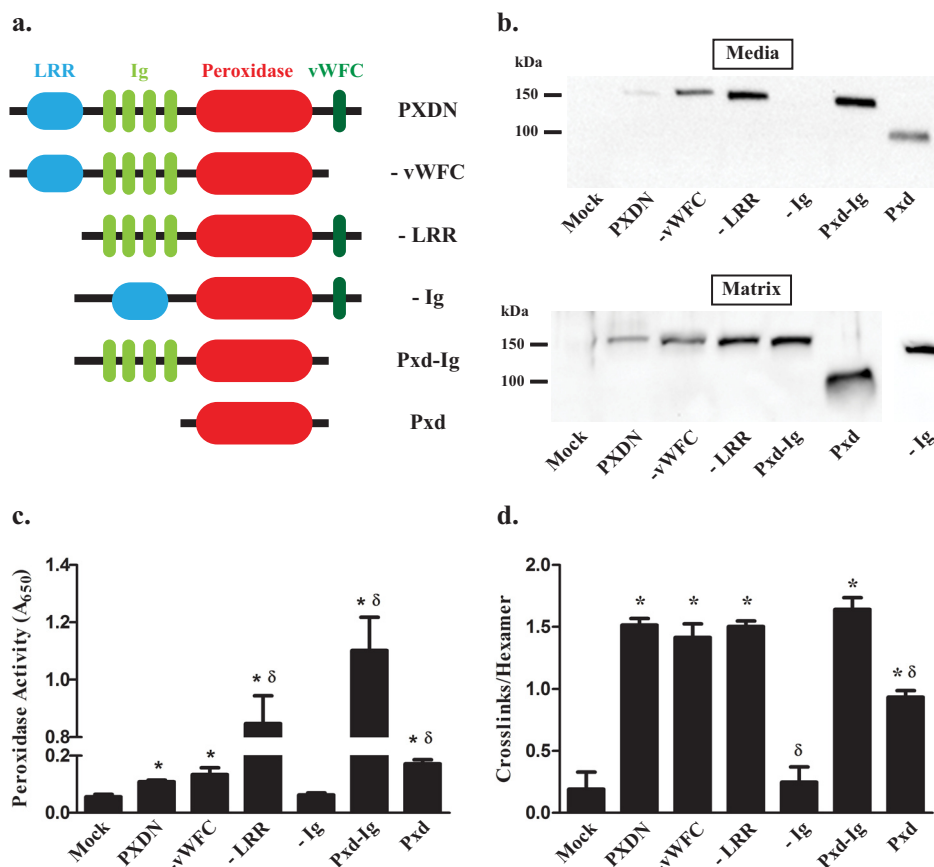 a.
LRR Ig Peroxidase vWFC
PXDN
- vWFC
- LRR
- Ig
Pxd-Ig
Pxd
b.
kDa Media
150
100
Mock PXDN -vWFC - LRR - Ig Pxd-Ig Pxd
kDa Matrix
150
100
Mock PXDN -vWFC - LRR Pxd-Ig Pxd - Ig
c.
Peroxidase Activity (A650)
1.4
1.2
1.0
0.8
0.6
0.2
0.0
* * * δ * δ * δ
Mock PXDN -vWFC - LRR - Ig Pxd-Ig Pxd
d.
Crosslinks/Hexamer
2.0
1.5
1.0
0.5
0.0
* * * δ * * δ
Mock PXDN -vWFC - LRR - Ig Pxd-Ig Pxd